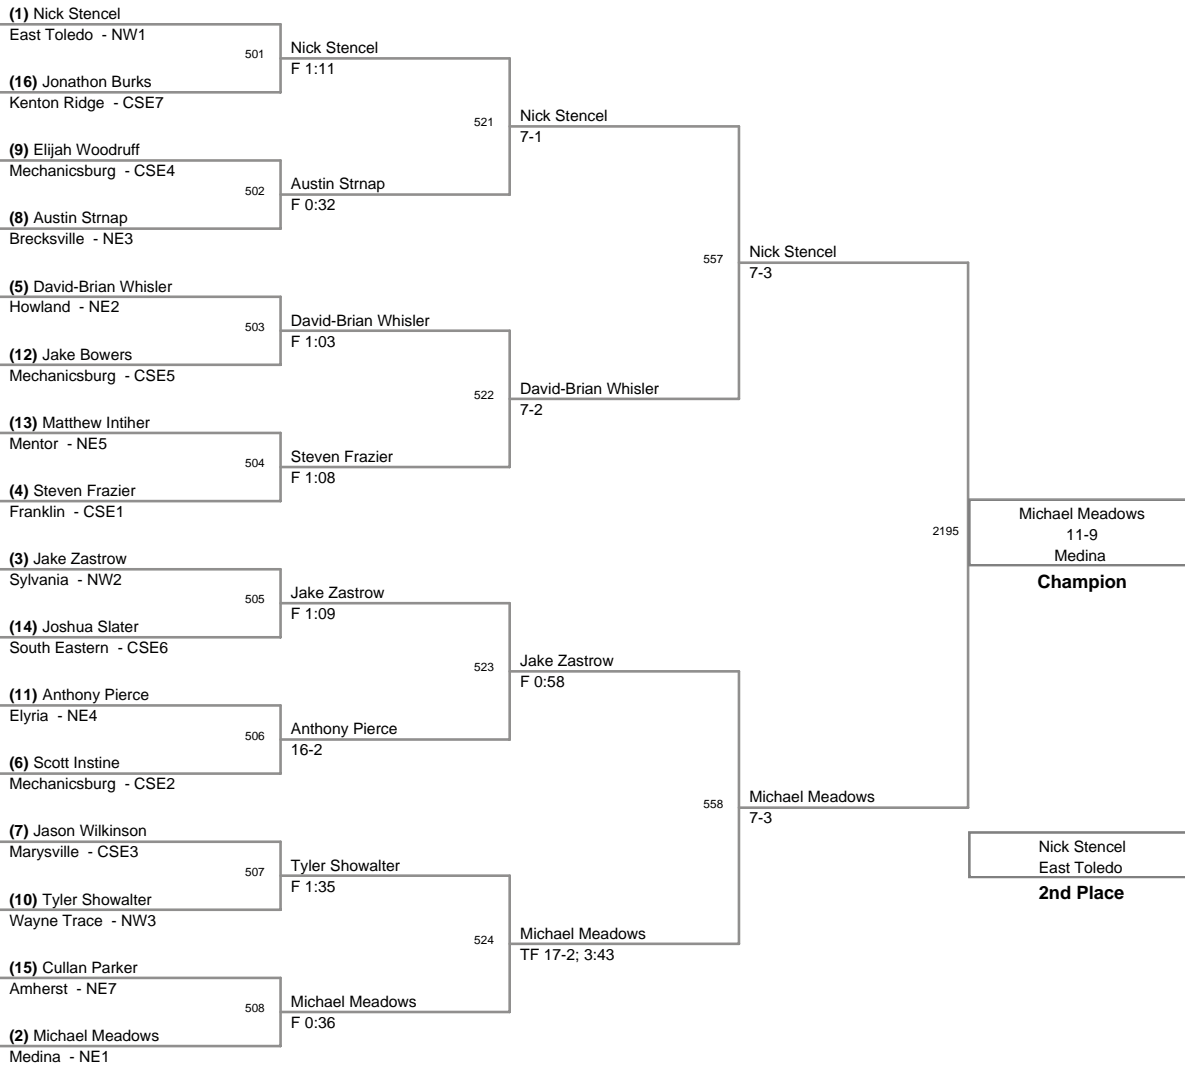 (1) Nick Stencel
East Toledo - NW1
501
(16) Jonathon Burks
Kenton Ridge - CSE7
(9) Elijah Woodruff
Mechanicsburg - CSE4
502
(8) Austin Strnap
Brecksville - NE3
(5) David-Brian Whisler
Howland - NE2
503
(12) Jake Bowers
Mechanicsburg - CSE5
(13) Matthew Intiher
Mentor - NE5
504
(4) Steven Frazier
Franklin - CSE1
(3) Jake Zastrow
Sylvania - NW2
505
(14) Joshua Slater
South Eastern - CSE6
(11) Anthony Pierce
Elyria - NE4
506
(6) Scott Instine
Mechanicsburg - CSE2
(7) Jason Wilkinson
Marysville - CSE3
507
(10) Tyler Showalter
Wayne Trace - NW3
(15) Cullan Parker
Amherst - NE7
508
(2) Michael Meadows
Medina - NE1
Nick Stencel
F 1:11
521
Austin Strnap
F 0:32
David-Brian Whisler
F 1:03
522
Steven Frazier
F 1:08
Jake Zastrow
F 1:09
523
Anthony Pierce
16-2
Tyler Showalter
F 1:35
524
Michael Meadows
F 0:36
Nick Stencel
7-1
557
David-Brian Whisler
7-2
Jake Zastrow
F 0:58
558
Michael Meadows
TF 17-2; 3:43
Nick Stencel
7-3
2195
Michael Meadows
7-3
Michael Meadows
11-9
Medina
Champion
Nick Stencel
East Toledo
2nd Place